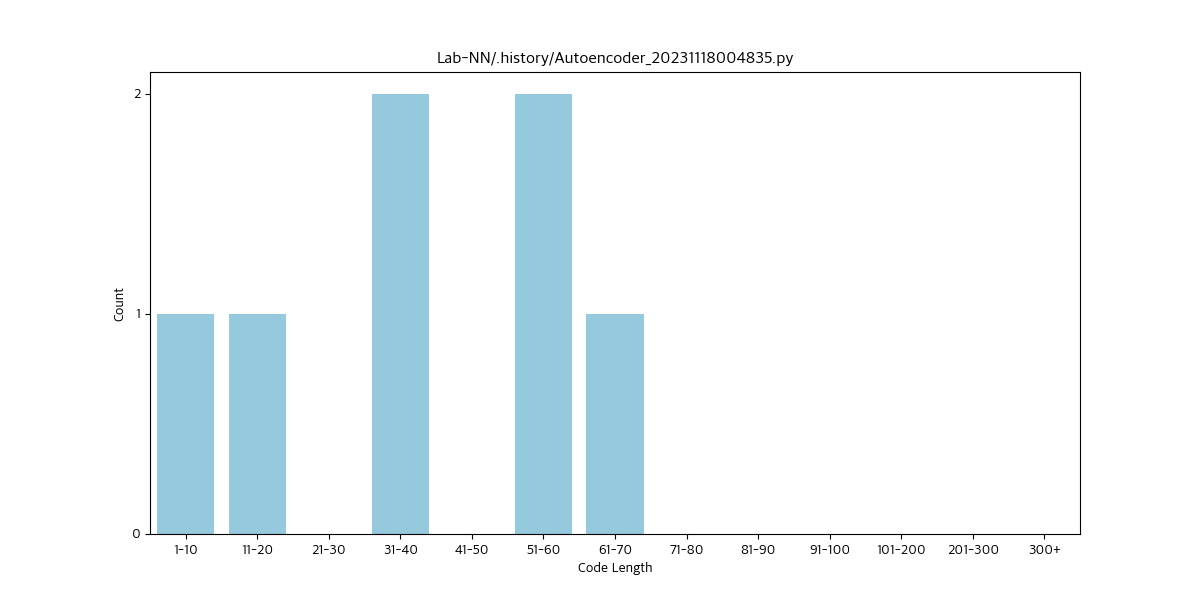 Lab-NN/.history/Autoencoder_20231118004835.py
2
1
0
Count
1-10 11-20 21-30 31-40 41-50 51-60 61-70 71-80 81-90 91-100 101-200 201-300 300+
Code Length